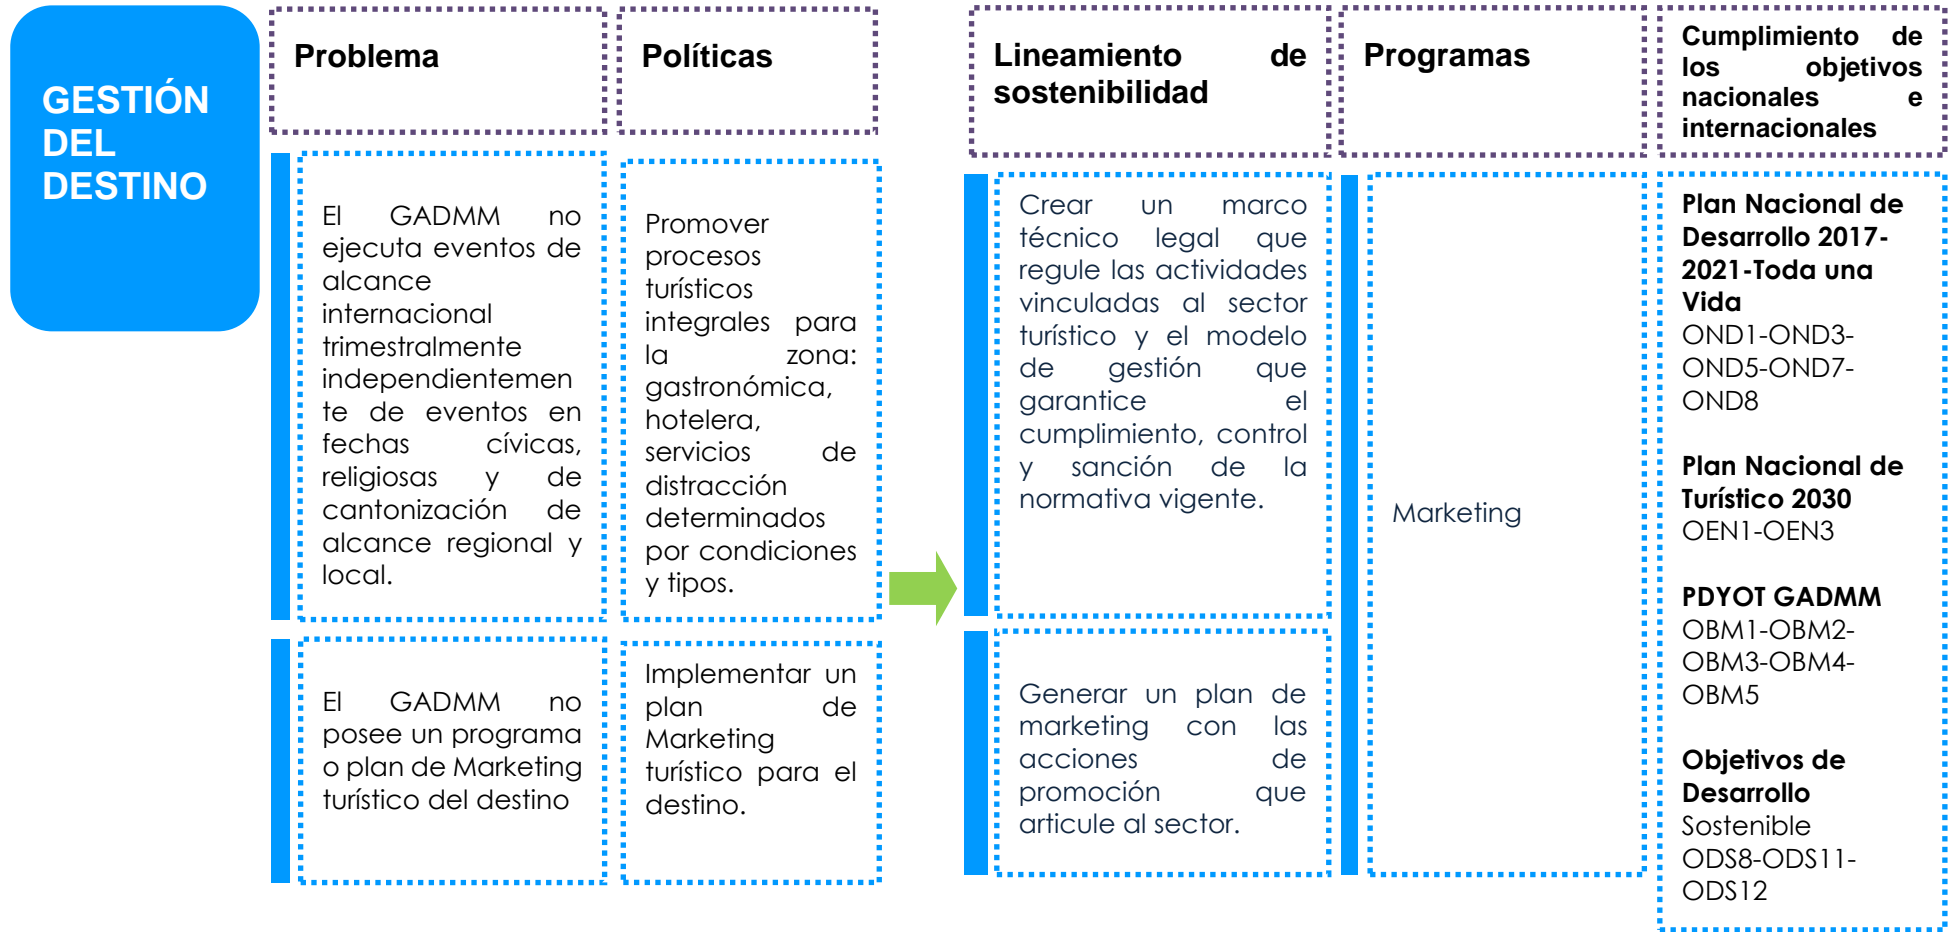 GESTIÓN
DEL
DESTINO
Problema
Políticas
Lineamiento de
sostenibilidad
Programas
Cumplimiento de
los objetivos
nacionales e
internacionales
El GADMM no
ejecuta eventos de
alcance
internacional
trimestralmente
independientemen
te de eventos en
fechas cívicas,
religiosas y de
cantonización de
alcance regional y
local.
Promover
procesos
turísticos
integrales para
la zona:
gastronómica,
hotelera,
servicios de
distracción
determinados
por condiciones
y tipos.
Crear un marco
técnico legal que
regule las actividades
vinculadas al sector
turístico y el modelo
de gestión que
garantice el
cumplimiento, control
y sanción de la
normativa vigente.
Marketing
Plan Nacional de
Desarrollo 2017-
2021-Toda una
Vida
OND1-OND3-
OND5-OND7-
OND8
Plan Nacional de
Turístico 2030
OEN1-OEN3
PDYOT GADMM
OBM1-OBM2-
OBM3-OBM4-
OBM5
Objetivos de
Desarrollo
Sostenible
ODS8-ODS11-
ODS12
El GADMM no
posee un programa
o plan de Marketing
turístico del destino
Implementar un
plan de
Marketing
turístico para el
destino.
Generar un plan de
marketing con las
acciones de
promoción que
articule al sector.